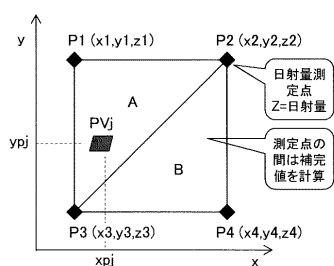 y
P1 (x1,y1,z1)
P2 (x2,y2,z2)
日射量測
定点
Z=日射量
A
PVj
ypj
B
測定点の
間は補完
値を計算
P3 (x3,y3,z3)
P4 (x4,y4,z4)
xpj
x